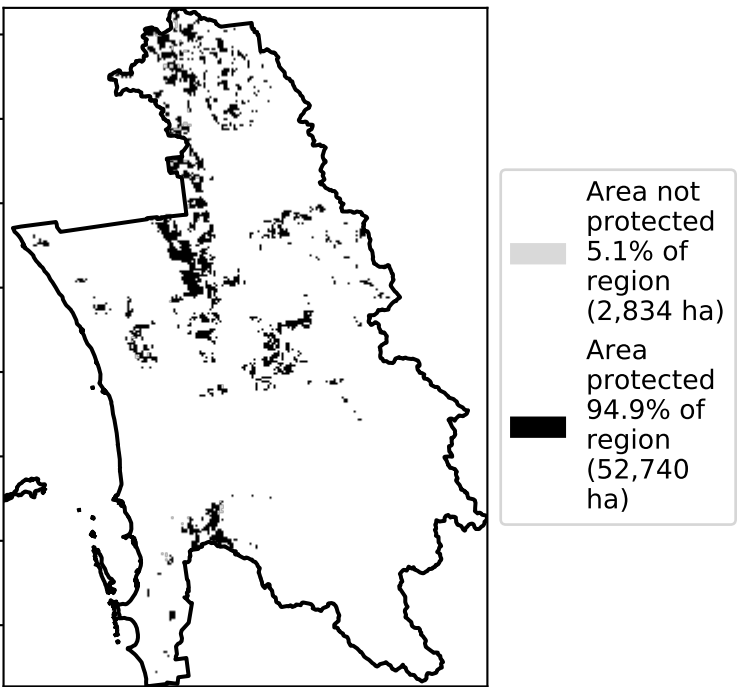 Area not
protected
5.1% of
region
(2,834 ha)
Area
protected
94.9% of
region
(52,740
ha)